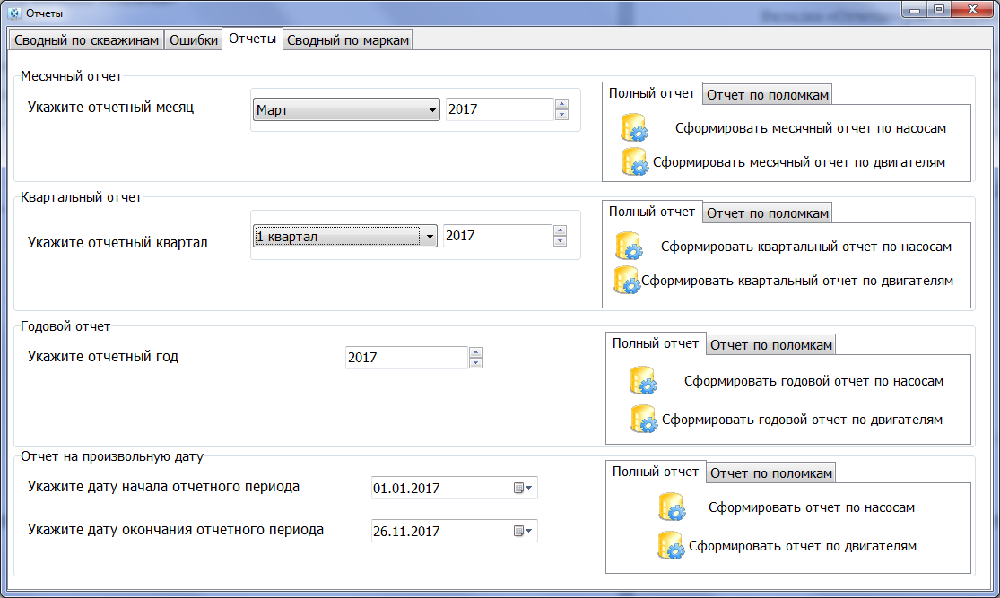 Отчеты
Сводный по скважинам Ошибки Отчеты Сводный по маркам
Месячный отчет
Укажите отчетный месяц
Март
2017
Полный отчет Отчет по поломкам
Сформировать месячный отчет по насосам
Сформировать месячный отчет по двигателям
Квартальный отчет
Укажите отчетный квартал
1 квартал
2017
Полный отчет Отчет по поломкам
Сформировать квартальный отчет по насосам
Сформировать квартальный отчет по двигателям
Годовой отчет
Укажите отчетный год
2017
Полный отчет Отчет по поломкам
Сформировать годовой отчет по насосам
Сформировать годовой отчет по двигателям
Отчет на произвольную дату
Укажите дату начала отчетного периода
01.01.2017
Укажите дату окончания отчетного периода
26.11.2017
Полный отчет Отчет по поломкам
Сформировать отчет по насосам
Сформировать отчет по двигателям